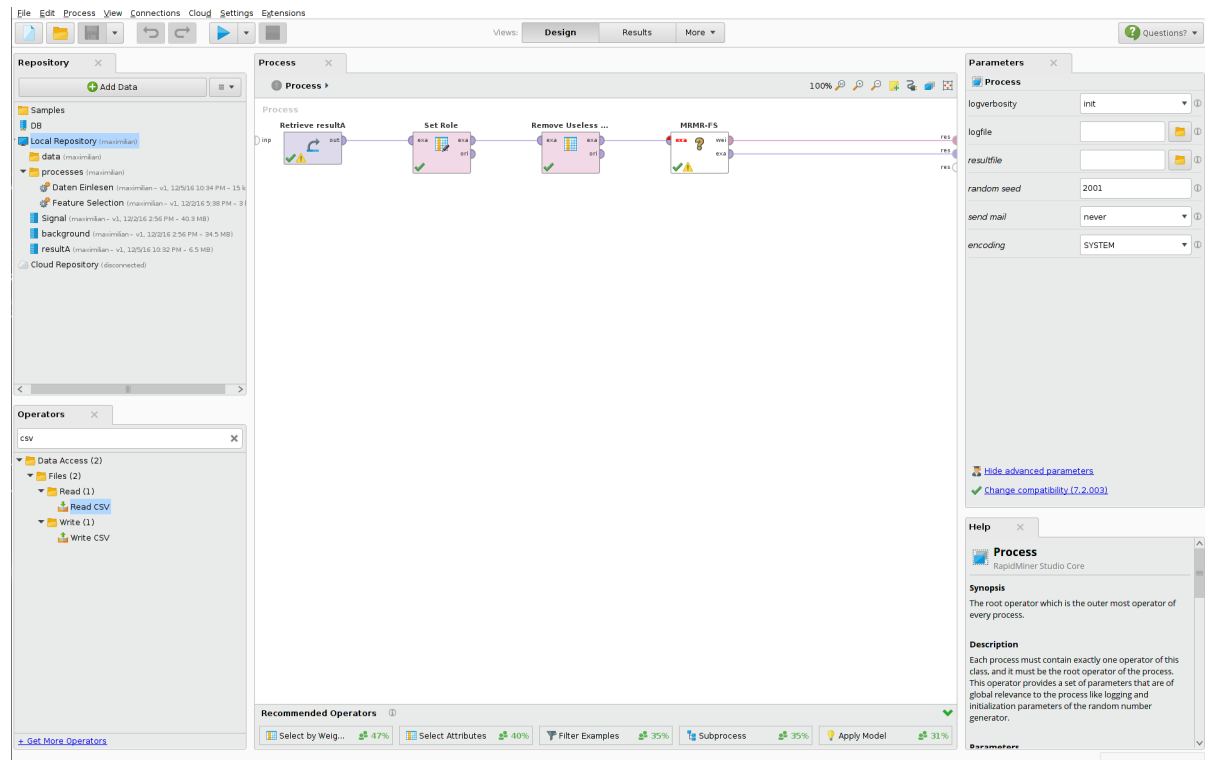 File Edit Process View Connections Cloud Settings Extensions
Views: Design Results More
Questions?
Repository
Add Data
Samples
DB
Local Repository (maximilian)
data (maximilian)
processes (maximilian)
Daten Einlesen (maximilian – v1, 12/5/16 10:34 PM – 15 k
Feature Selection (maximilian – v1, 12/2/16 5:38 PM – 3
Signal (maximilian – v1, 12/2/16 2:56 PM – 40.3 MB)
background (maximilian – v1, 12/2/16 2:56 PM – 34.5 MB)
resultA (maximilian – v1, 12/5/16 10:32 PM – 6.5 MB)
Cloud Repository (disconnected)
Operators
csv
Data Access (2)
Files (2)
Read (1)
Read CSV
Write (1)
Write CSV
+ Get More Operators
Process
Process
100%
Process
Retrieve resultA Set Role Remove Useless ... MRMR-FS
inp out exa exa exa exa exa wei res
ori ori exa res
res
Recommended Operators
Select by Weig... 47% Select Attributes 40% Filter Examples 35% Subprocess 35% Apply Model 31%
Parameters
Process
logverbosity init
logfile
resultfile
random seed 2001
send mail never
encoding SYSTEM
Hide advanced parameters
Change compatibility (7.2.003)
Help
Process
RapidMiner Studio Core
Synopsis
The root operator which is the outer most operator of
every process.
Description
Each process must contain exactly one operator of this
class, and it must be the root operator of the process.
This operator provides a set of parameters that are of
global relevance to the process like logging and
initialization parameters of the random number
generator.
Parameters